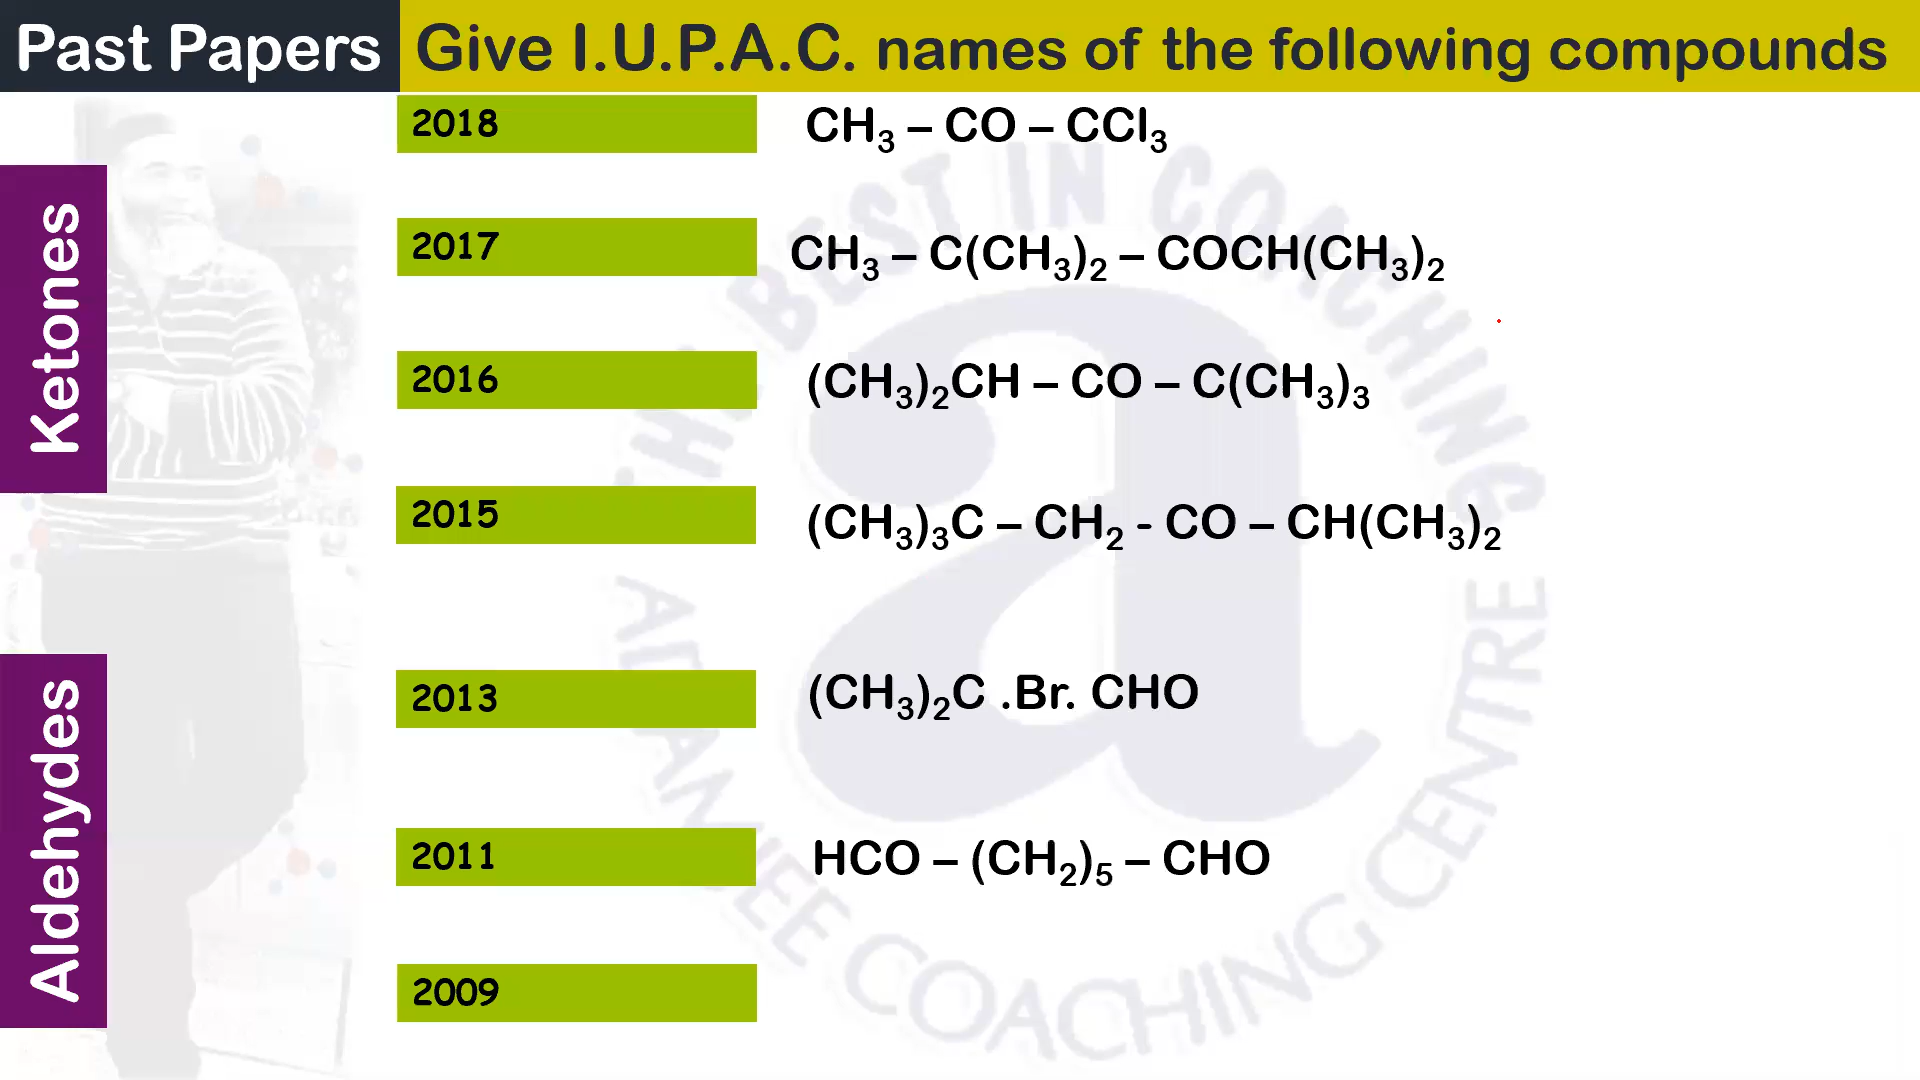 Past Papers Give I.U.P.A.C. names of the following compounds
Ketones
2018 CH₃ – CO – CCl₃
2017 CH₃ – C(CH₃)₂ – COCH(CH₃)₂
2016 (CH₃)₂CH – CO – C(CH₃)₃
2015 (CH₃)₃C – CH₂ - CO – CH(CH₃)₂
Aldehydes
2013 (CH₃)₂C .Br. CHO
2011 HCO – (CH₂)₅ – CHO
2009
BEST IN COACHING
ADAMJEE COACHING CENTRE
a